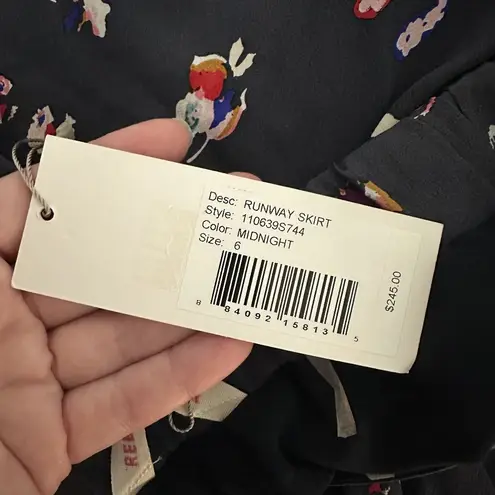 Desc: RUNWAY SKIRT
Style: 110639S744
Color: MIDNIGHT
Size: 6
8 84092 15813 5
$245.00